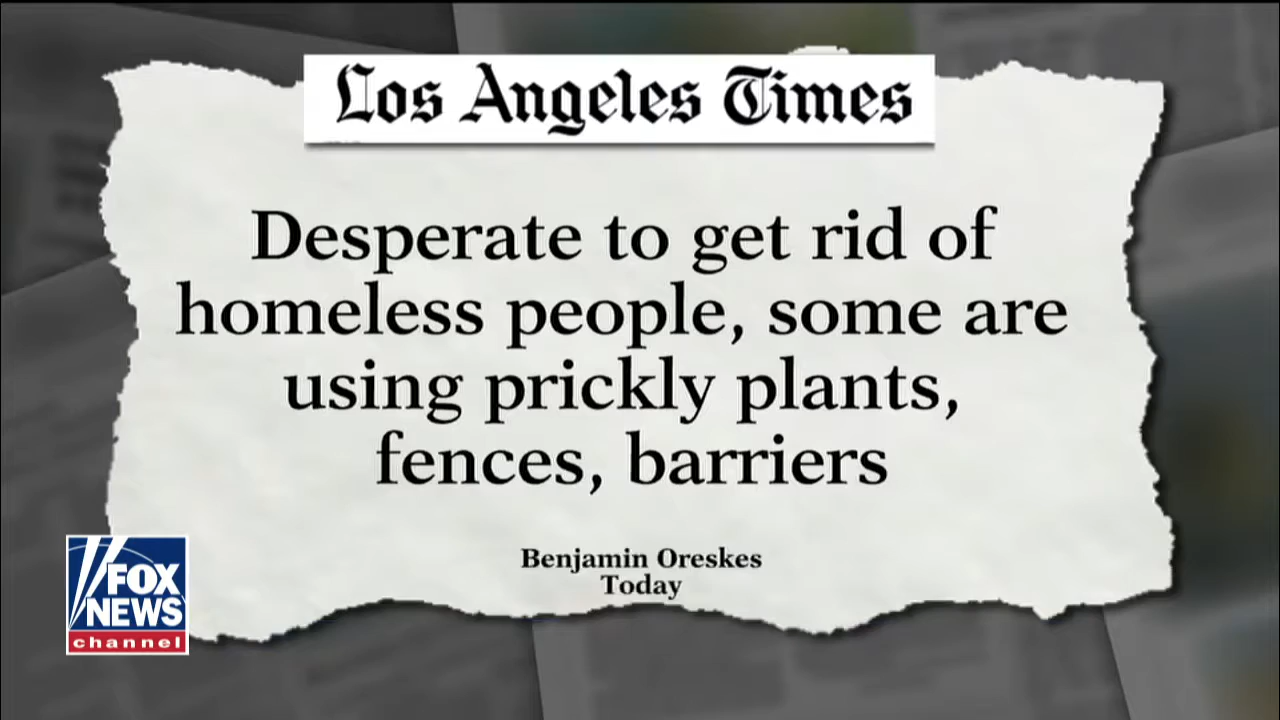 Los Angeles Times
Desperate to get rid of
homeless people, some are
using prickly plants,
fences, barriers
Benjamin Oreskes
Today
FOX
NEWS
channel